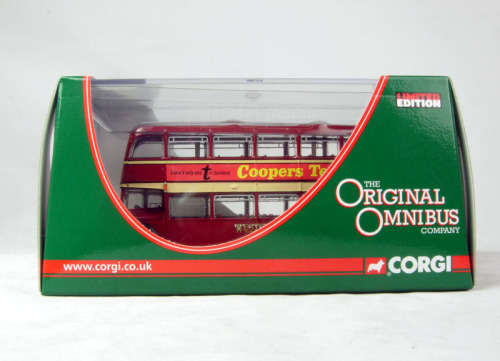 LIMITED
EDITION
Coopers Te
t
THE
ORIGINAL
OMNIBUS
COMPANY
www.corgi.co.uk
CORGI